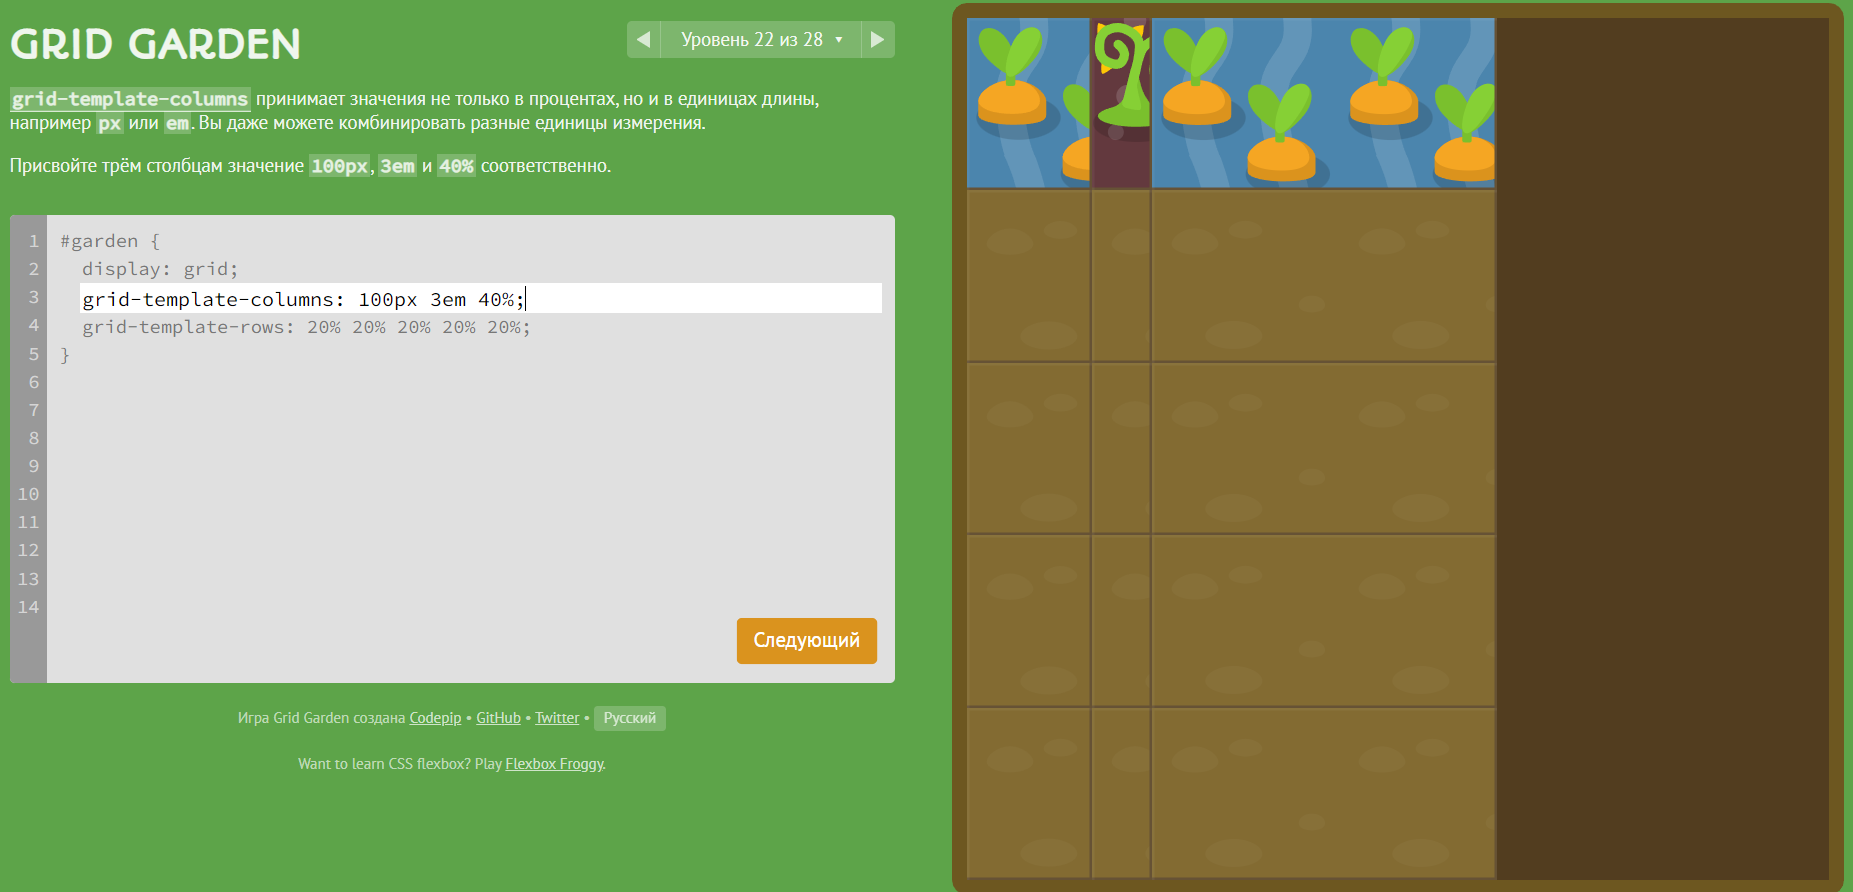 GRID GARDEN
Уровень 22 из 28
grid-template-columns принимает значения не только в процентах, но и в единицах длины,
например px или em. Вы даже можете комбинировать разные единицы измерения.
Присвойте трём столбцам значение 100px, 3em и 40% соответственно.
1 #garden {
2 display: grid;
3 grid-template-columns: 100px 3em 40%;
4 grid-template-rows: 20% 20% 20% 20% 20%;
5 }
6
7
8
9
10
11
12
13
14
Следующий
Игра Grid Garden создана Codepip • GitHub • Twitter • Русский
Want to learn CSS flexbox? Play Flexbox Froggy.